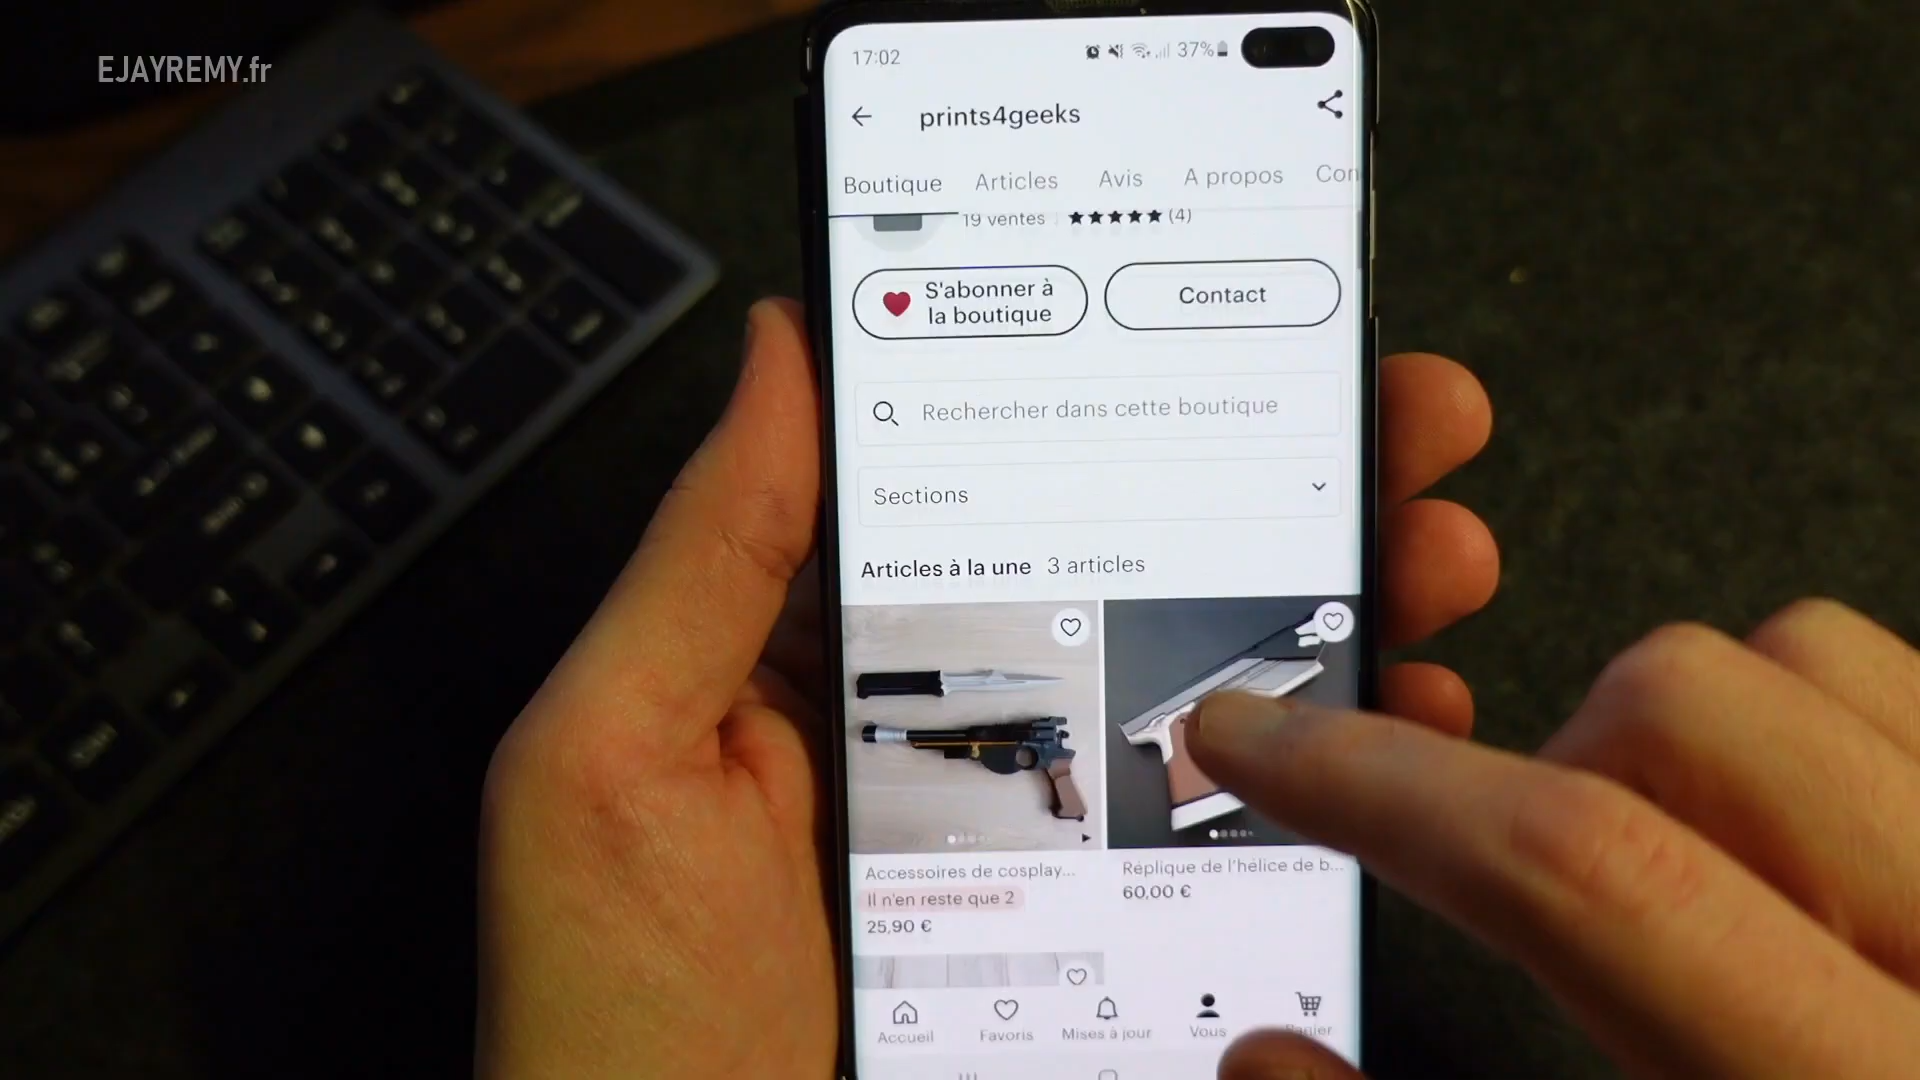 EJAYREMY.fr
17:02
37%
prints4geeks
Boutique Articles Avis A propos Con
19 ventes (4)
S'abonner à
la boutique
Contact
Rechercher dans cette boutique
Sections
Articles à la une 3 articles
Accessoires de cosplay...
Il n'en reste que 2
25,90 €
Réplique de l'hélice de b...
60,00 €
Accueil Favoris Mises à jour Vous Panier